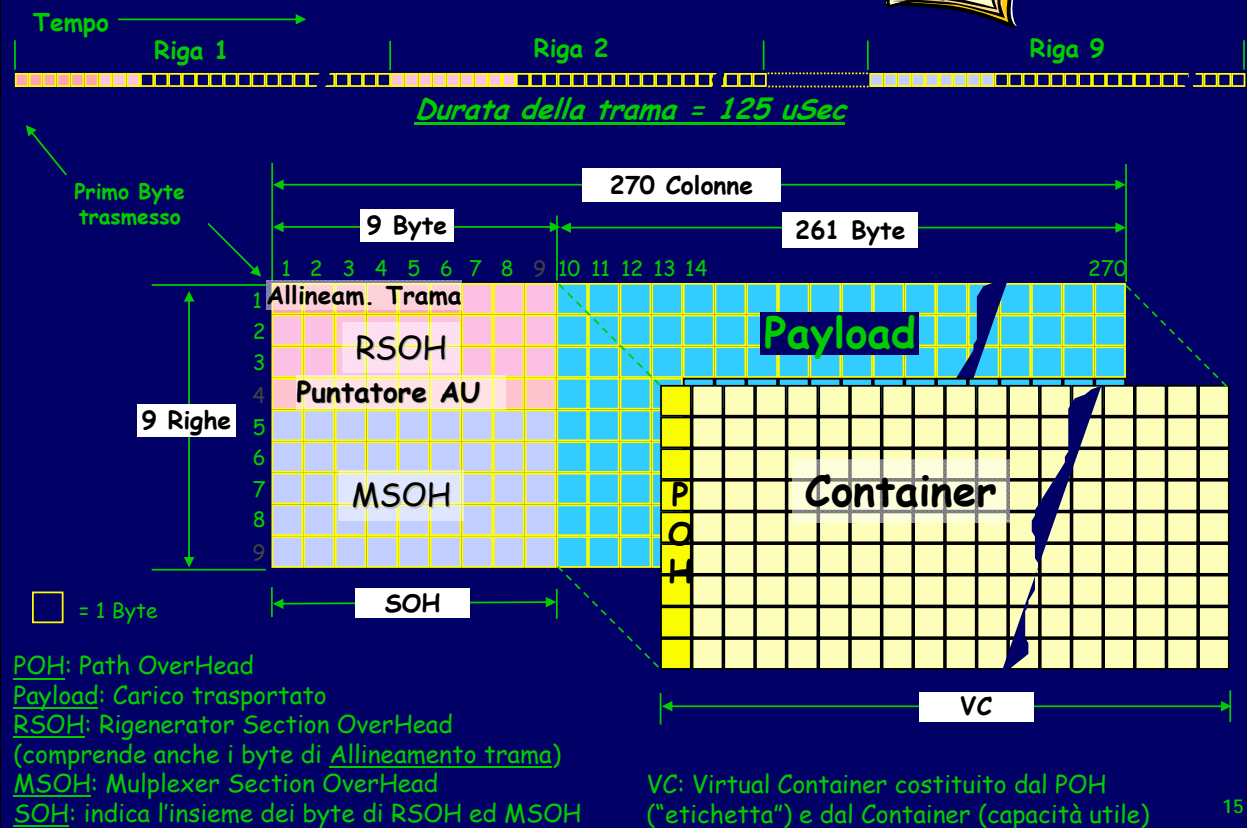 Tempo
Riga 1
Riga 2
Riga 9
Durata della trama = 125 uSec
Primo Byte
trasmesso
270 Colonne
9 Byte
261 Byte
1 2 3 4 5 6 7 8 9 10 11 12 13 14 270
1
2
3
4
5
6
7
8
9
Allineam. Trama
RSOH
Puntatore AU
MSOH
Payload
9 Righe
Container
P
O
H
SOH
= 1 Byte
VC
POH: Path OverHead
Payload: Carico trasportato
RSOH: Rigenerator Section OverHead
(comprende anche i byte di Allineamento trama)
MSOH: Mulplexer Section OverHead
SOH: indica l'insieme dei byte di RSOH ed MSOH
VC: Virtual Container costituito dal POH
("etichetta") e dal Container (capacità utile)
15